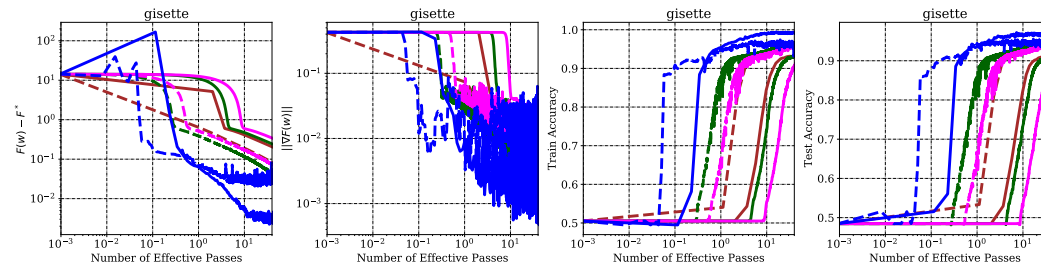 gisette
F(w) − F*
10² 10¹ 10⁰ 10⁻¹ 10⁻²
10⁻³ 10⁻² 10⁻¹ 10⁰ 10¹
Number of Effective Passes
gisette
||∇F(w)||
10⁻¹ 10⁻² 10⁻³
10⁻³ 10⁻² 10⁻¹ 10⁰ 10¹
Number of Effective Passes
gisette
Train Accuracy
1.0 0.9 0.8 0.7 0.6 0.5
10⁻³ 10⁻² 10⁻¹ 10⁰ 10¹
Number of Effective Passes
gisette
Test Accuracy
0.9 0.8 0.7 0.6 0.5
10⁻³ 10⁻² 10⁻¹ 10⁰ 10¹
Number of Effective Passes